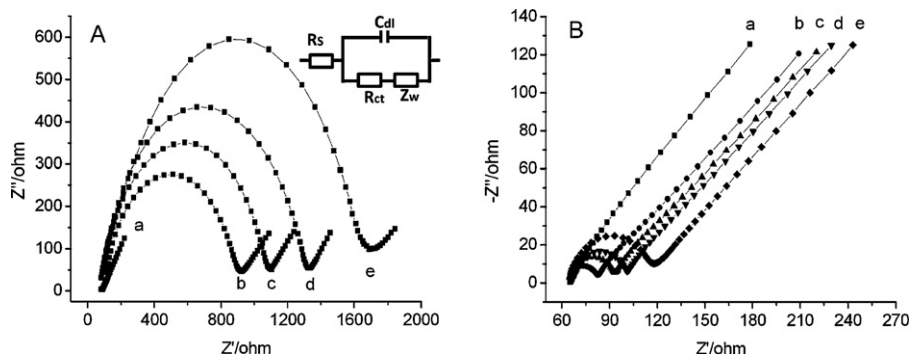 A
Z''/ohm
600
500
400
300
200
100
0
0 400 800 1200 1600 2000
Z'/ohm
a
b c d e
Rs
Cdl
Rct Zw
B
-Z''/ohm
140
120
100
80
60
40
20
0
60 90 120 150 180 210 240 270
Z'/ohm
a b c d e